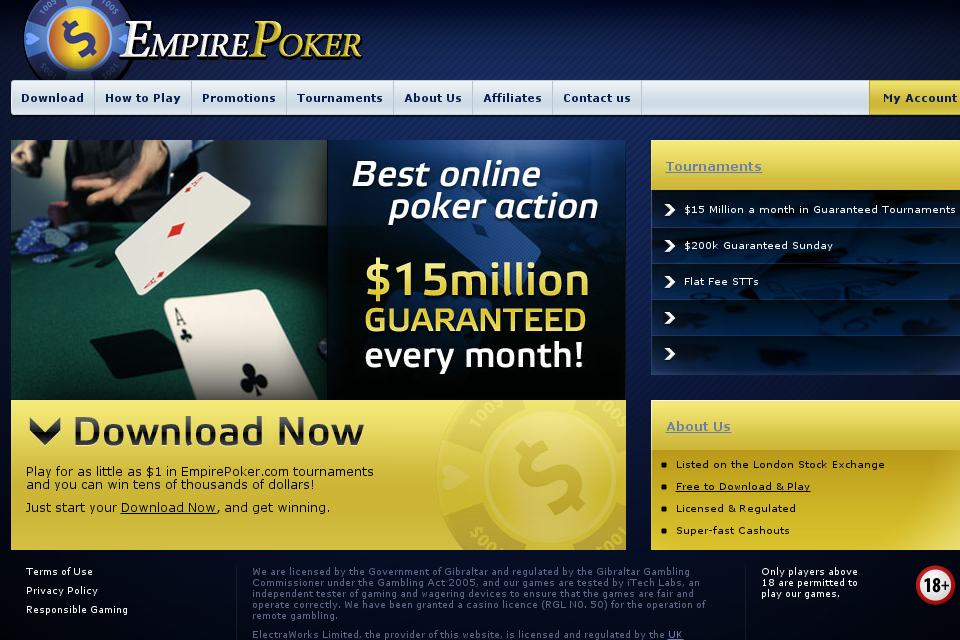 EMPIREPOKER
Download How to Play Promotions Tournaments About Us Affiliates Contact us My Account
Best online
poker action
$15million
GUARANTEED
every month!
A
Download Now
Play for as little as $1 in EmpirePoker.com tournaments
and you can win tens of thousands of dollars!
Just start your Download Now, and get winning.
Tournaments
$15 Million a month in Guaranteed Tournaments
$200k Guaranteed Sunday
Flat Fee STTs
About Us
Listed on the London Stock Exchange
Free to Download & Play
Licensed & Regulated
Super-fast Cashouts
Terms of Use
Privacy Policy
Responsible Gaming
We are licensed by the Government of Gibraltar and regulated by the Gibraltar Gambling
Commissioner under the Gambling Act 2005, and our games are tested by iTech Labs, an
independent tester of gaming and wagering devices to ensure that the games are fair and
operate correctly. We have been granted a casino licence (RGL NO. 50) for the operation of
remote gambling.
ElectraWorks Limited, the provider of this website, is licensed and regulated by the UK
Only players above
18 are permitted to
play our games.
18+